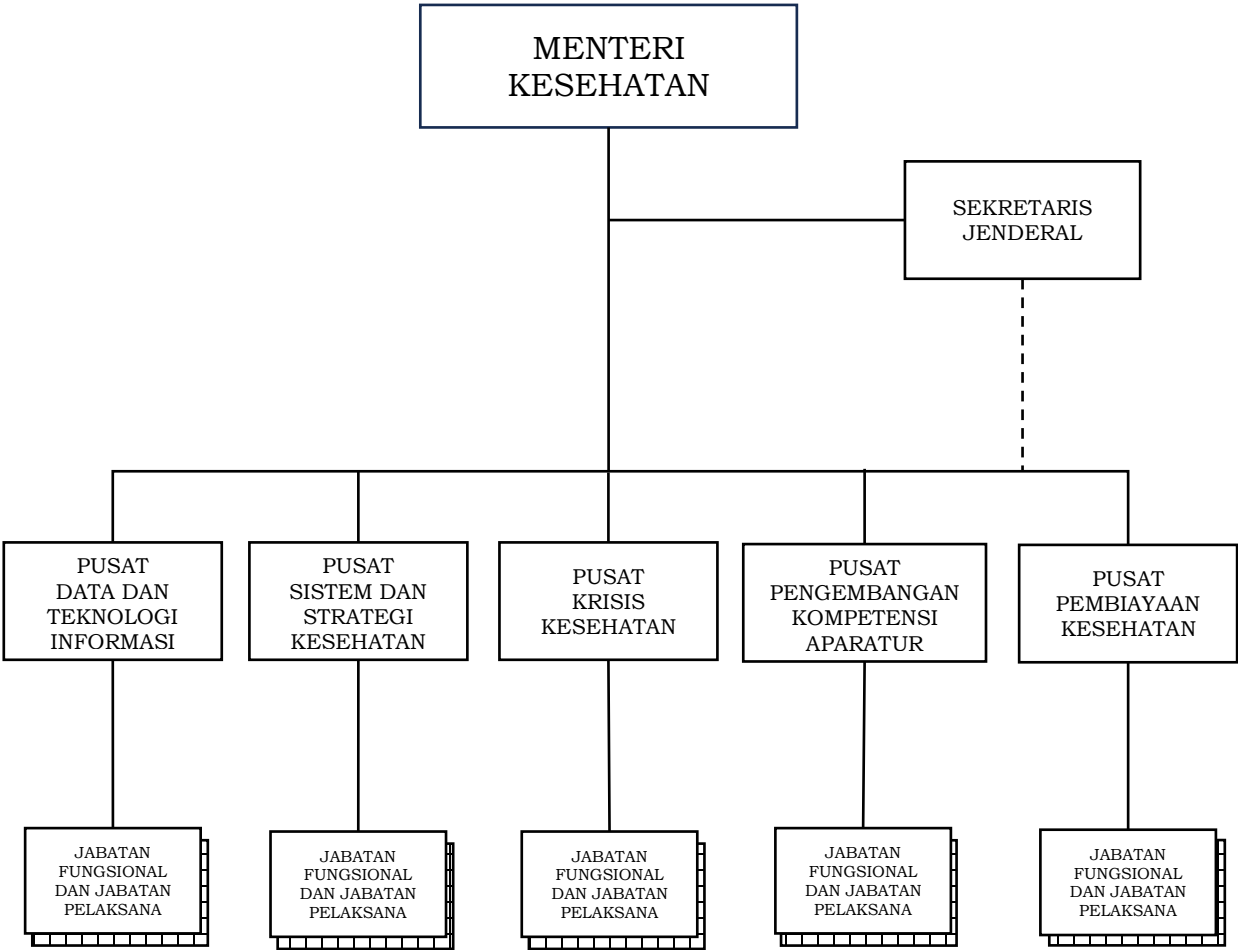 MENTERI
KESEHATAN
SEKRETARIS
JENDERAL
PUSAT
DATA DAN
TEKNOLOGI
INFORMASI
PUSAT
SISTEM DAN
STRATEGI
KESEHATAN
PUSAT
KRISIS
KESEHATAN
PUSAT
PENGEMBANGAN
KOMPETENSI
APARATUR
PUSAT
PEMBIAYAAN
KESEHATAN
JABATAN
FUNGSIONAL
DAN JABATAN
PELAKSANA
JABATAN
FUNGSIONAL
DAN JABATAN
PELAKSANA
JABATAN
FUNGSIONAL
DAN JABATAN
PELAKSANA
JABATAN
FUNGSIONAL
DAN JABATAN
PELAKSANA
JABATAN
FUNGSIONAL
DAN JABATAN
PELAKSANA